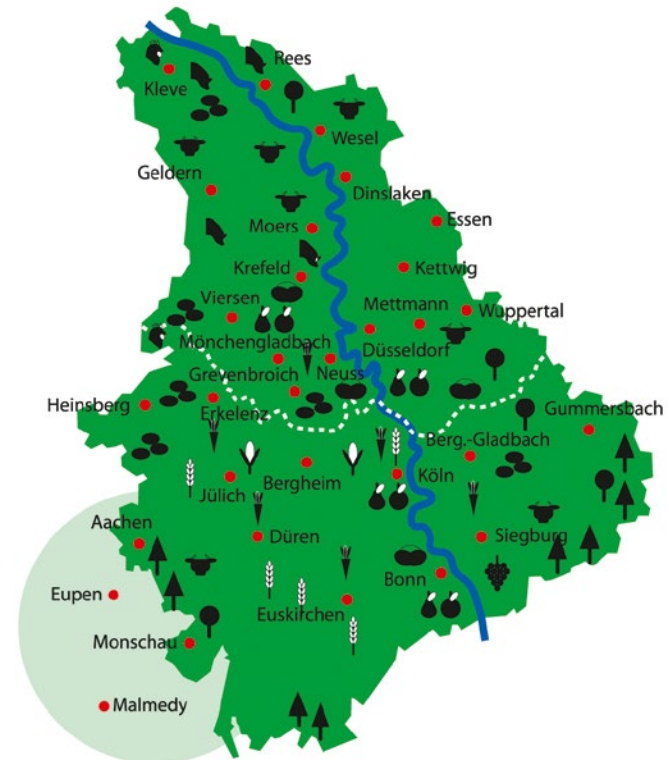 Rees
Kleve
Wesel
Geldern
Dinslaken
Essen
Moers
Krefeld
Kettwig
Viersen
Mettmann
Wuppertal
Mönchengladbach
Düsseldorf
Grevenbroich
Neuss
Heinsberg
Erkelenz
Gummersbach
Berg.-Gladbach
Jülich
Bergheim
Köln
Aachen
Düren
Siegburg
Eupen
Bonn
Euskirchen
Monschau
Malmedy